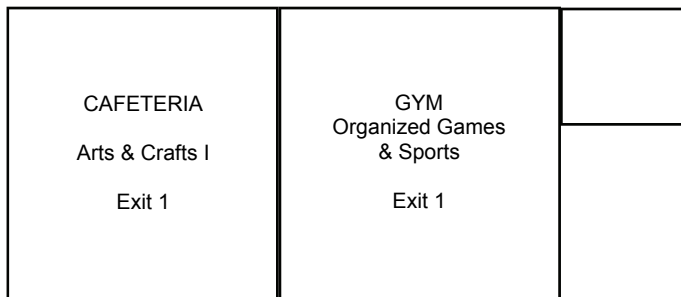 CAFETERIA
Arts & Crafts I
Exit 1
GYM
Organized Games
& Sports
Exit 1